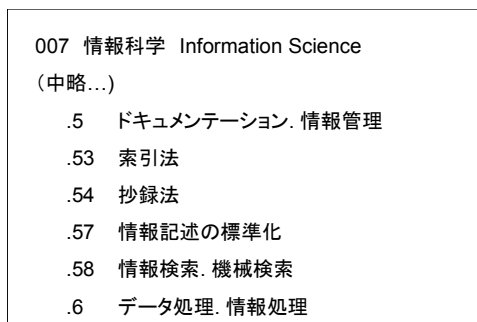 007 情報科学 Information Science
（中略…)
.5 ドキュメンテーション. 情報管理
.53 索引法
.54 抄録法
.57 情報記述の標準化
.58 情報検索. 機械検索
.6 データ処理. 情報処理